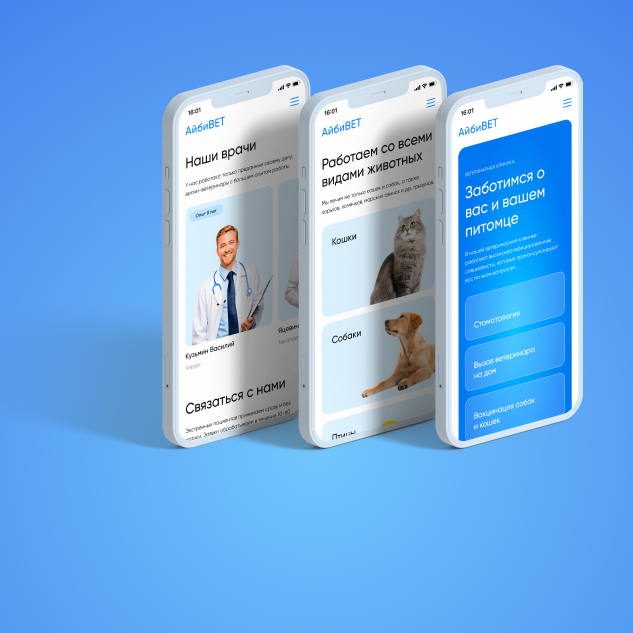 16:01
АйбиВЕТ
Наши врачи
У нас работают только преданные своему делу
врачи-ветеринары с большим опытом работы.
Опыт 9 лет
Кузьмин Василий
Хирург
Яцевич
Связаться с нами
Экстренных пациентов принимаем сразу и без
записи. Заявки обрабатываем в течение 10-60
16:01
АйбиВЕТ
Работаем со всеми
видами животных
Мы лечим не только кошек и собак, а также
хорьков, хомячков, морских свинок и др. грызунов.
Кошки
Собаки
Птицы
16:01
АйбиВЕТ
ВЕТЕРИНАРНАЯ КЛИНИКА
Заботимся о
вас и вашем
питомце
В нашей ветеринарной клинике
работают высококвалифицированные
специалисты, которые проконсультируют
вас по всем вопросам.
Стоматология
Вызов ветеринара
на дом
Вакцинация собак
и кошек